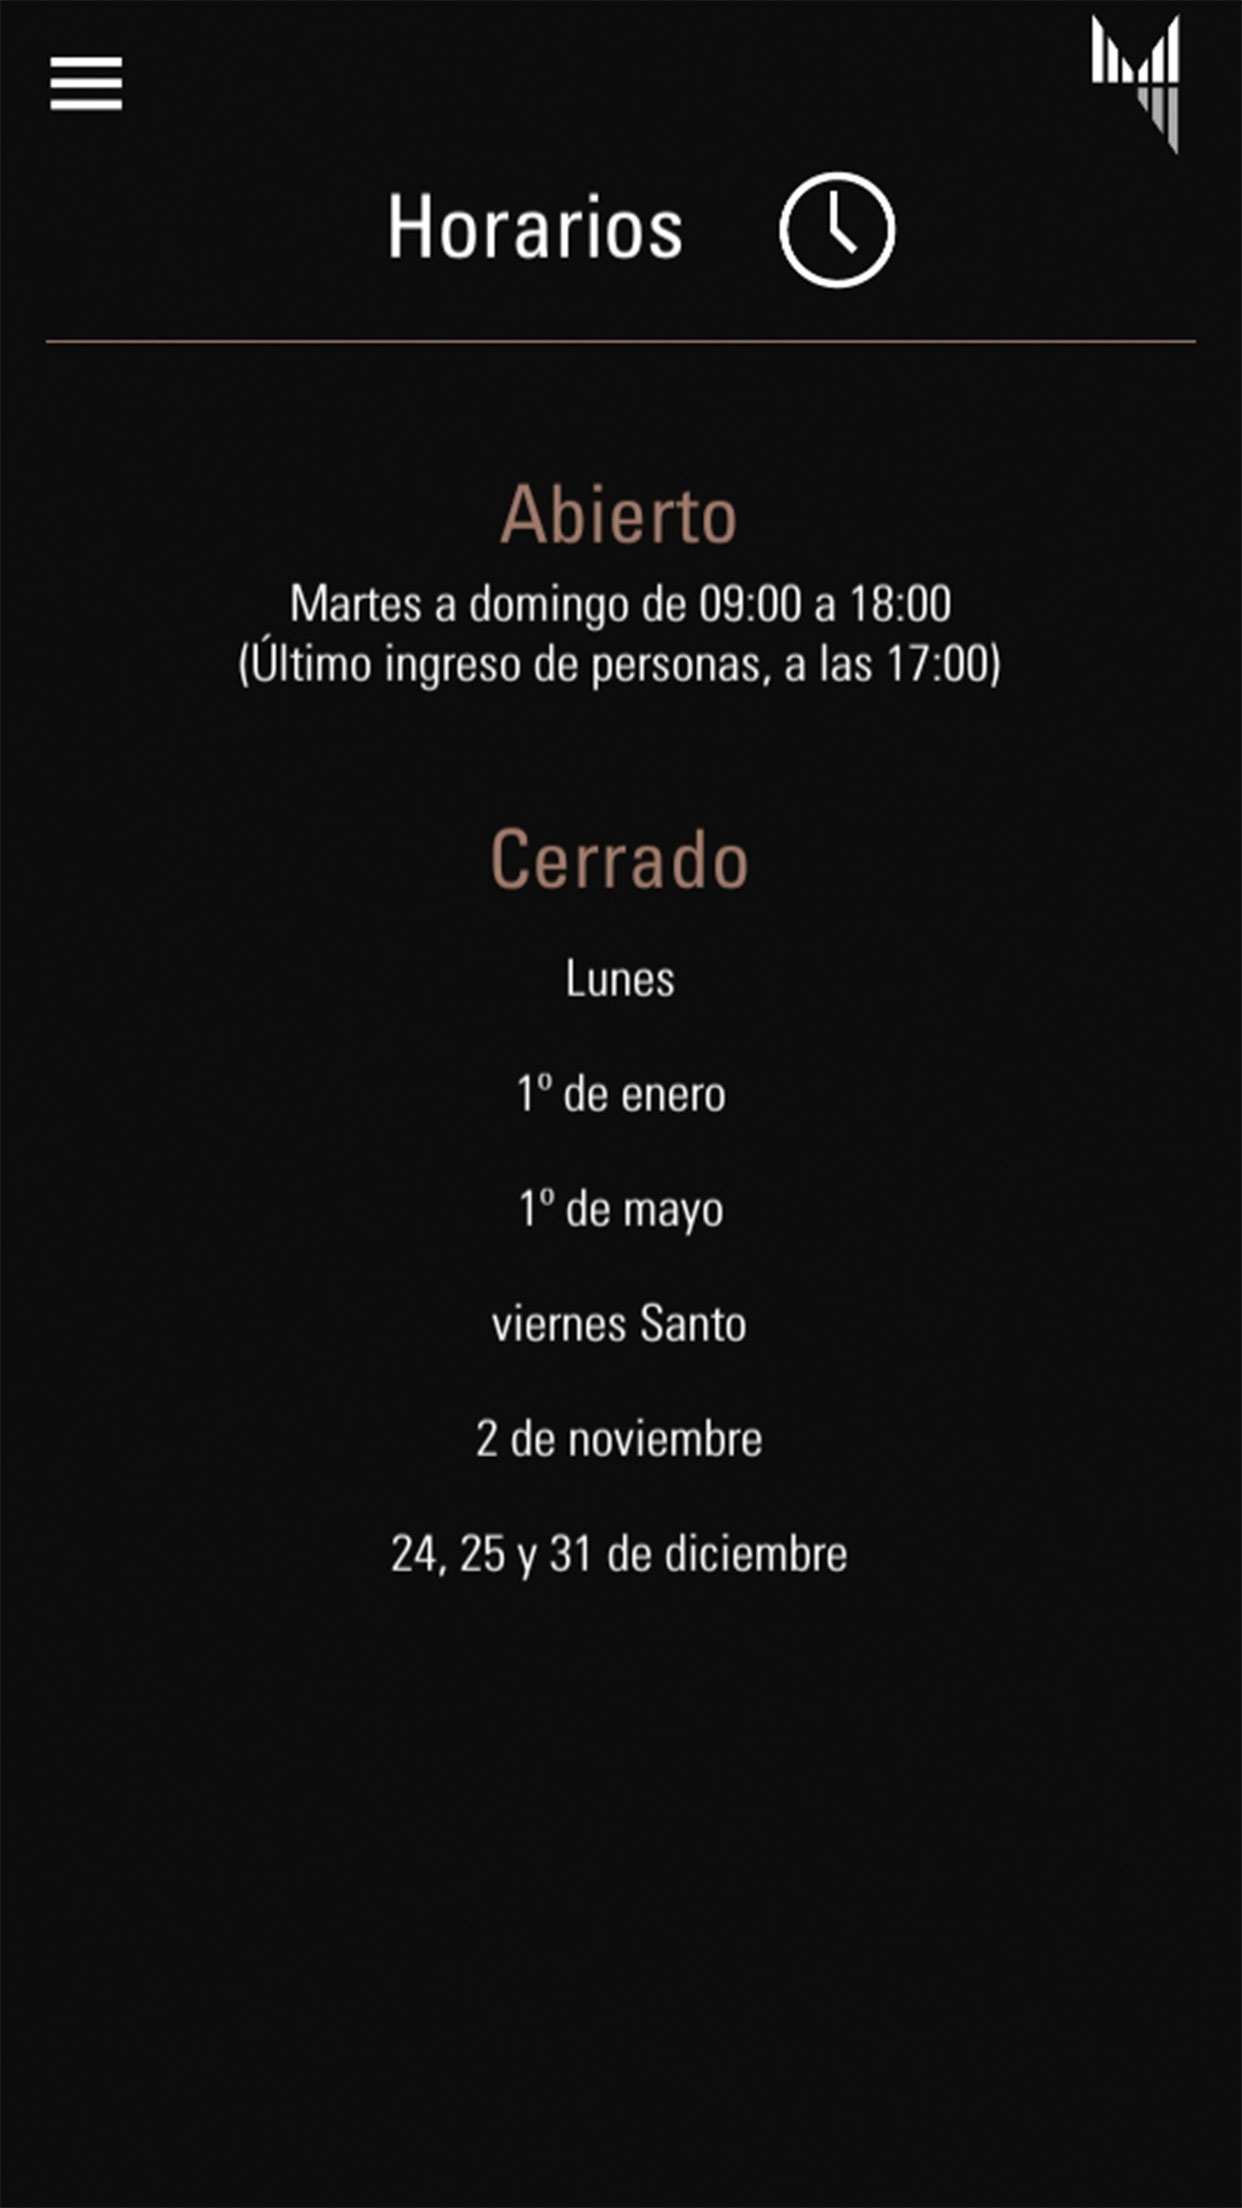 Horarios
Abierto
Martes a domingo de 09:00 a 18:00
(Último ingreso de personas, a las 17:00)
Cerrado
Lunes
1º de enero
1º de mayo
viernes Santo
2 de noviembre
24, 25 y 31 de diciembre